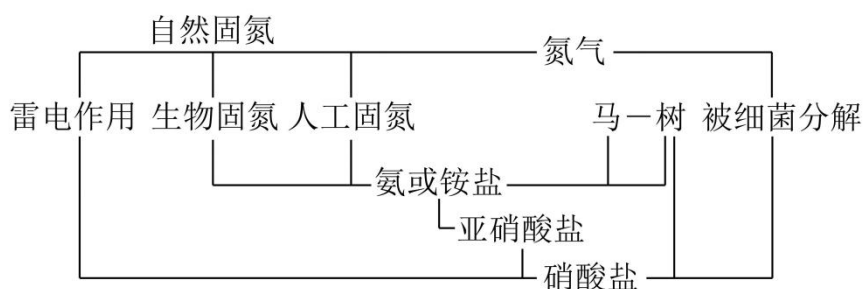 自然固氮
氮气
雷电作用 生物固氮 人工固氮 马－树 被细菌分解
氨或铵盐
亚硝酸盐
硝酸盐